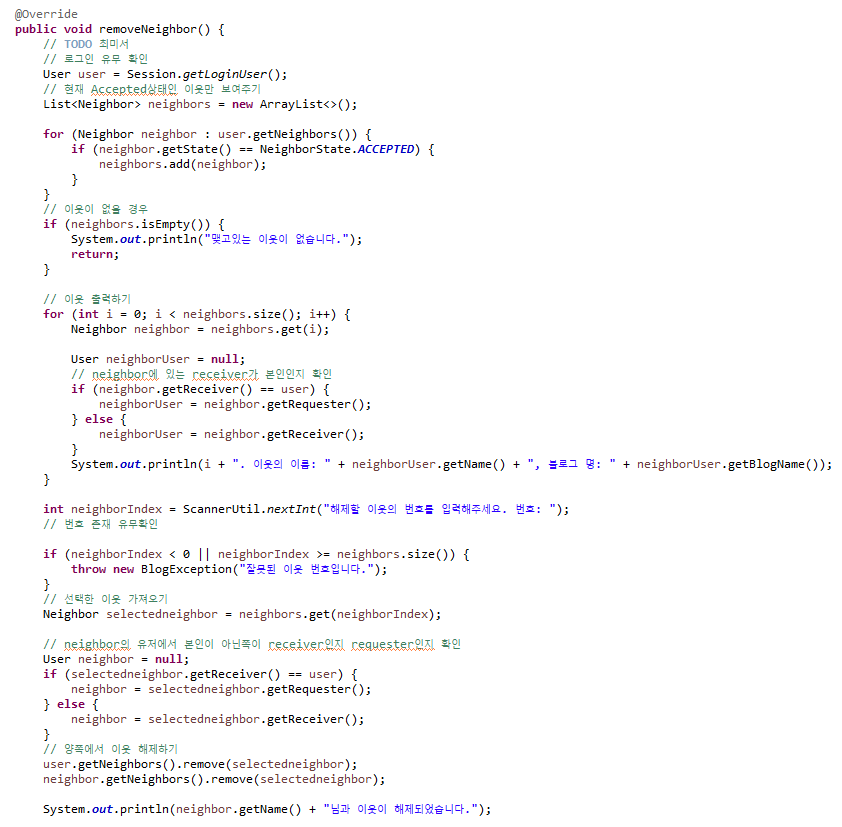 @Override
public void removeNeighbor() {
    // TODO 최미서
    // 로그인 유무 확인
    User user = Session.getLoginUser();
    // 현재 Accepted상태인 이웃만 보여주기
    List<Neighbor> neighbors = new ArrayList<>();

    for (Neighbor neighbor : user.getNeighbors()) {
        if (neighbor.getState() == NeighborState.ACCEPTED) {
            neighbors.add(neighbor);
        }
    }
    // 이웃이 없을 경우
    if (neighbors.isEmpty()) {
        System.out.println("맺고있는 이웃이 없습니다.");
        return;
    }

    // 이웃 출력하기
    for (int i = 0; i < neighbors.size(); i++) {
        Neighbor neighbor = neighbors.get(i);

        User neighborUser = null;
        // neighbor에 있는 receiver가 본인인지 확인
        if (neighbor.getReceiver() == user) {
            neighborUser = neighbor.getRequester();
        } else {
            neighborUser = neighbor.getReceiver();
        }
        System.out.println(i + ". 이웃의 이름: " + neighborUser.getName() + ", 블로그 명: " + neighborUser.getBlogName());
    }

    int neighborIndex = ScannerUtil.nextInt("해제할 이웃의 번호를 입력해주세요. 번호: ");
    // 번호 존재 유무확인

    if (neighborIndex < 0 || neighborIndex >= neighbors.size()) {
        throw new BlogException("잘못된 이웃 번호입니다.");
    }
    // 선택한 이웃 가져오기
    Neighbor selectedneighbor = neighbors.get(neighborIndex);

    // neighbor의 유저에서 본인이 아닌쪽이 receiver인지 requester인지 확인
    User neighbor = null;
    if (selectedneighbor.getReceiver() == user) {
        neighbor = selectedneighbor.getRequester();
    } else {
        neighbor = selectedneighbor.getReceiver();
    }
    // 양쪽에서 이웃 해제하기
    user.getNeighbors().remove(selectedneighbor);
    neighbor.getNeighbors().remove(selectedneighbor);

    System.out.println(neighbor.getName() + "님과 이웃이 해제되었습니다.");